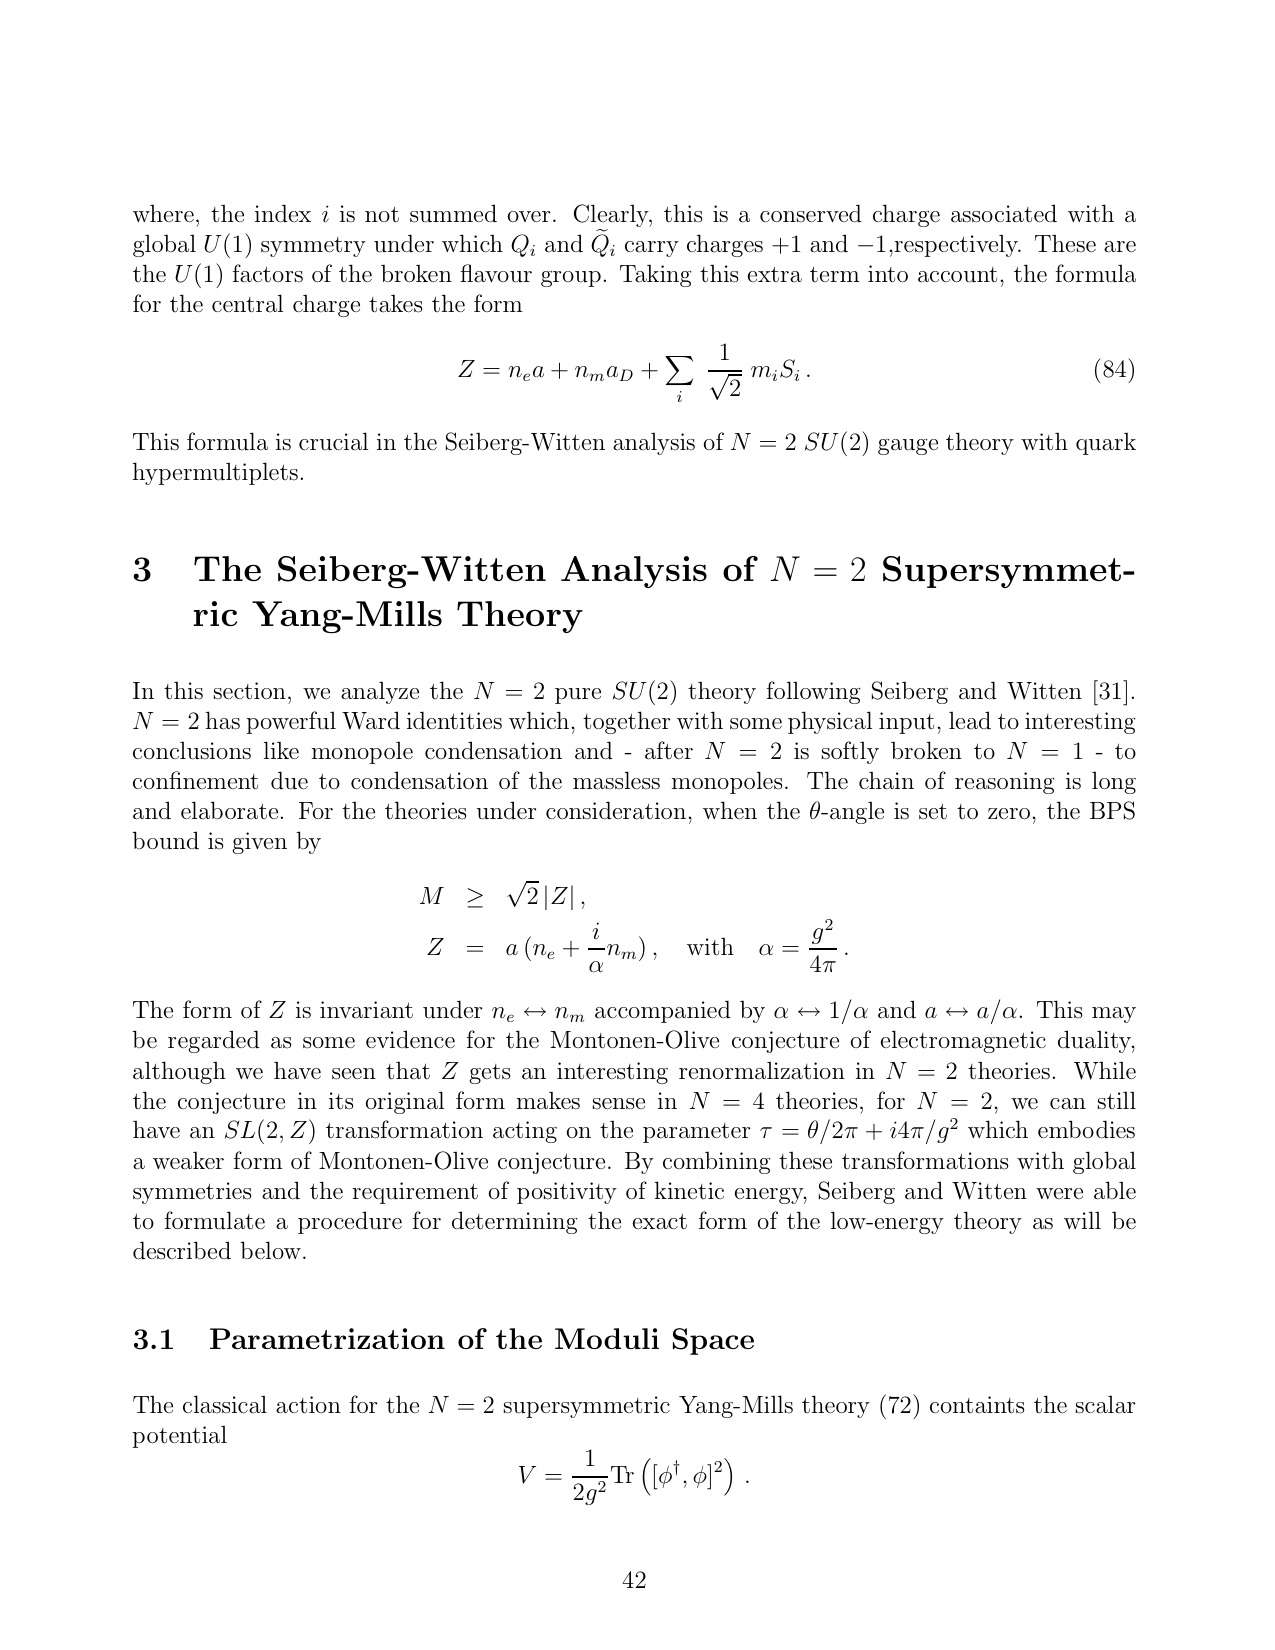 where, the index i is not summed over. Clearly, this is a conserved charge associated with a
global U(1) symmetry under which Q_i and Q̃_i carry charges +1 and −1,respectively. These are
the U(1) factors of the broken flavour group. Taking this extra term into account, the formula
for the central charge takes the form
Z = n_e a + n_m a_D + ∑_i 1/√2 m_i S_i . (84)
This formula is crucial in the Seiberg-Witten analysis of N = 2 SU(2) gauge theory with quark
hypermultiplets.
3 The Seiberg-Witten Analysis of N = 2 Supersymmet-
ric Yang-Mills Theory
In this section, we analyze the N = 2 pure SU(2) theory following Seiberg and Witten [31].
N = 2 has powerful Ward identities which, together with some physical input, lead to interesting
conclusions like monopole condensation and - after N = 2 is softly broken to N = 1 - to
confinement due to condensation of the massless monopoles. The chain of reasoning is long
and elaborate. For the theories under consideration, when the θ-angle is set to zero, the BPS
bound is given by
M ≥ √2 |Z| ,
Z = a (n_e + i/α n_m) , with α = g²/4π .
The form of Z is invariant under n_e ↔ n_m accompanied by α ↔ 1/α and a ↔ a/α. This may
be regarded as some evidence for the Montonen-Olive conjecture of electromagnetic duality,
although we have seen that Z gets an interesting renormalization in N = 2 theories. While
the conjecture in its original form makes sense in N = 4 theories, for N = 2, we can still
have an SL(2, Z) transformation acting on the parameter τ = θ/2π + i4π/g² which embodies
a weaker form of Montonen-Olive conjecture. By combining these transformations with global
symmetries and the requirement of positivity of kinetic energy, Seiberg and Witten were able
to formulate a procedure for determining the exact form of the low-energy theory as will be
described below.
3.1 Parametrization of the Moduli Space
The classical action for the N = 2 supersymmetric Yang-Mills theory (72) containts the scalar
potential
V = 1/2g² Tr ([φ†, φ]²) .
42